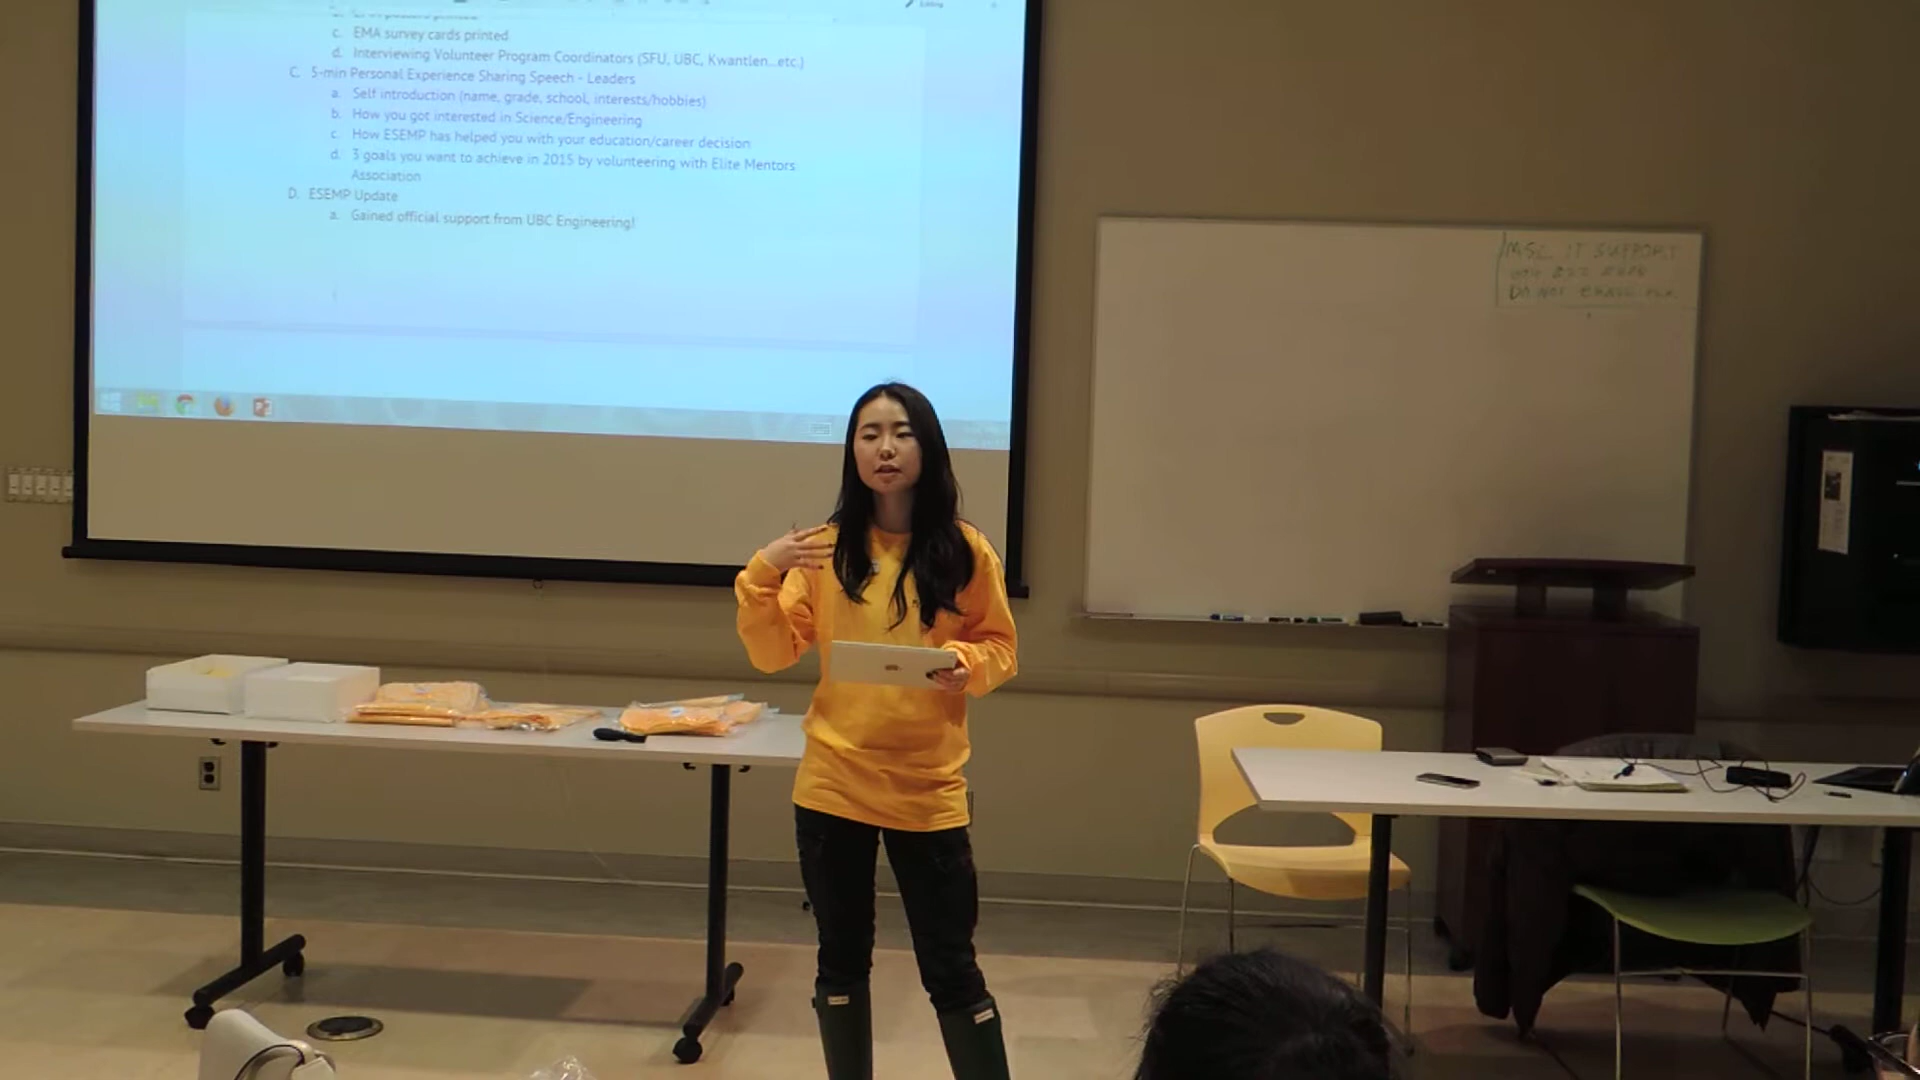 Editing
c. EMA survey cards printed
d. Interviewing Volunteer Program Coordinators (SFU, UBC, Kwantlen...etc.)
C. 5-min Personal Experience Sharing Speech - Leaders
a. Self introduction (name, grade, school, interests/hobbies)
b. How you got interested in Science/Engineering
c. How ESEMP has helped you with your education/career decision
d. 3 goals you want to achieve in 2015 by volunteering with Elite Mentors
Association
D. ESEMP Update
a. Gained official support from UBC Engineering!
MSC IT SUPPORT
DO NOT ERASE